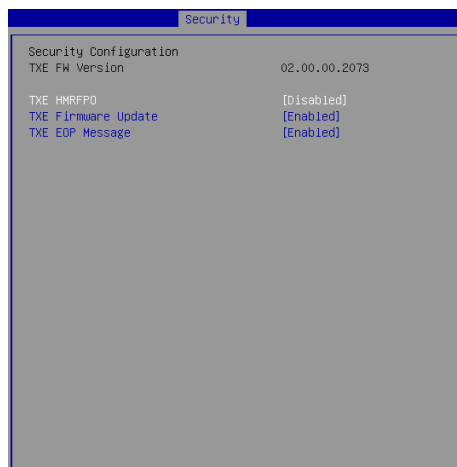 Security
Security Configuration
TXE FW Version 02.00.00.2073
TXE HMRFPO [Disabled]
TXE Firmware Update [Enabled]
TXE EOP Message [Enabled]